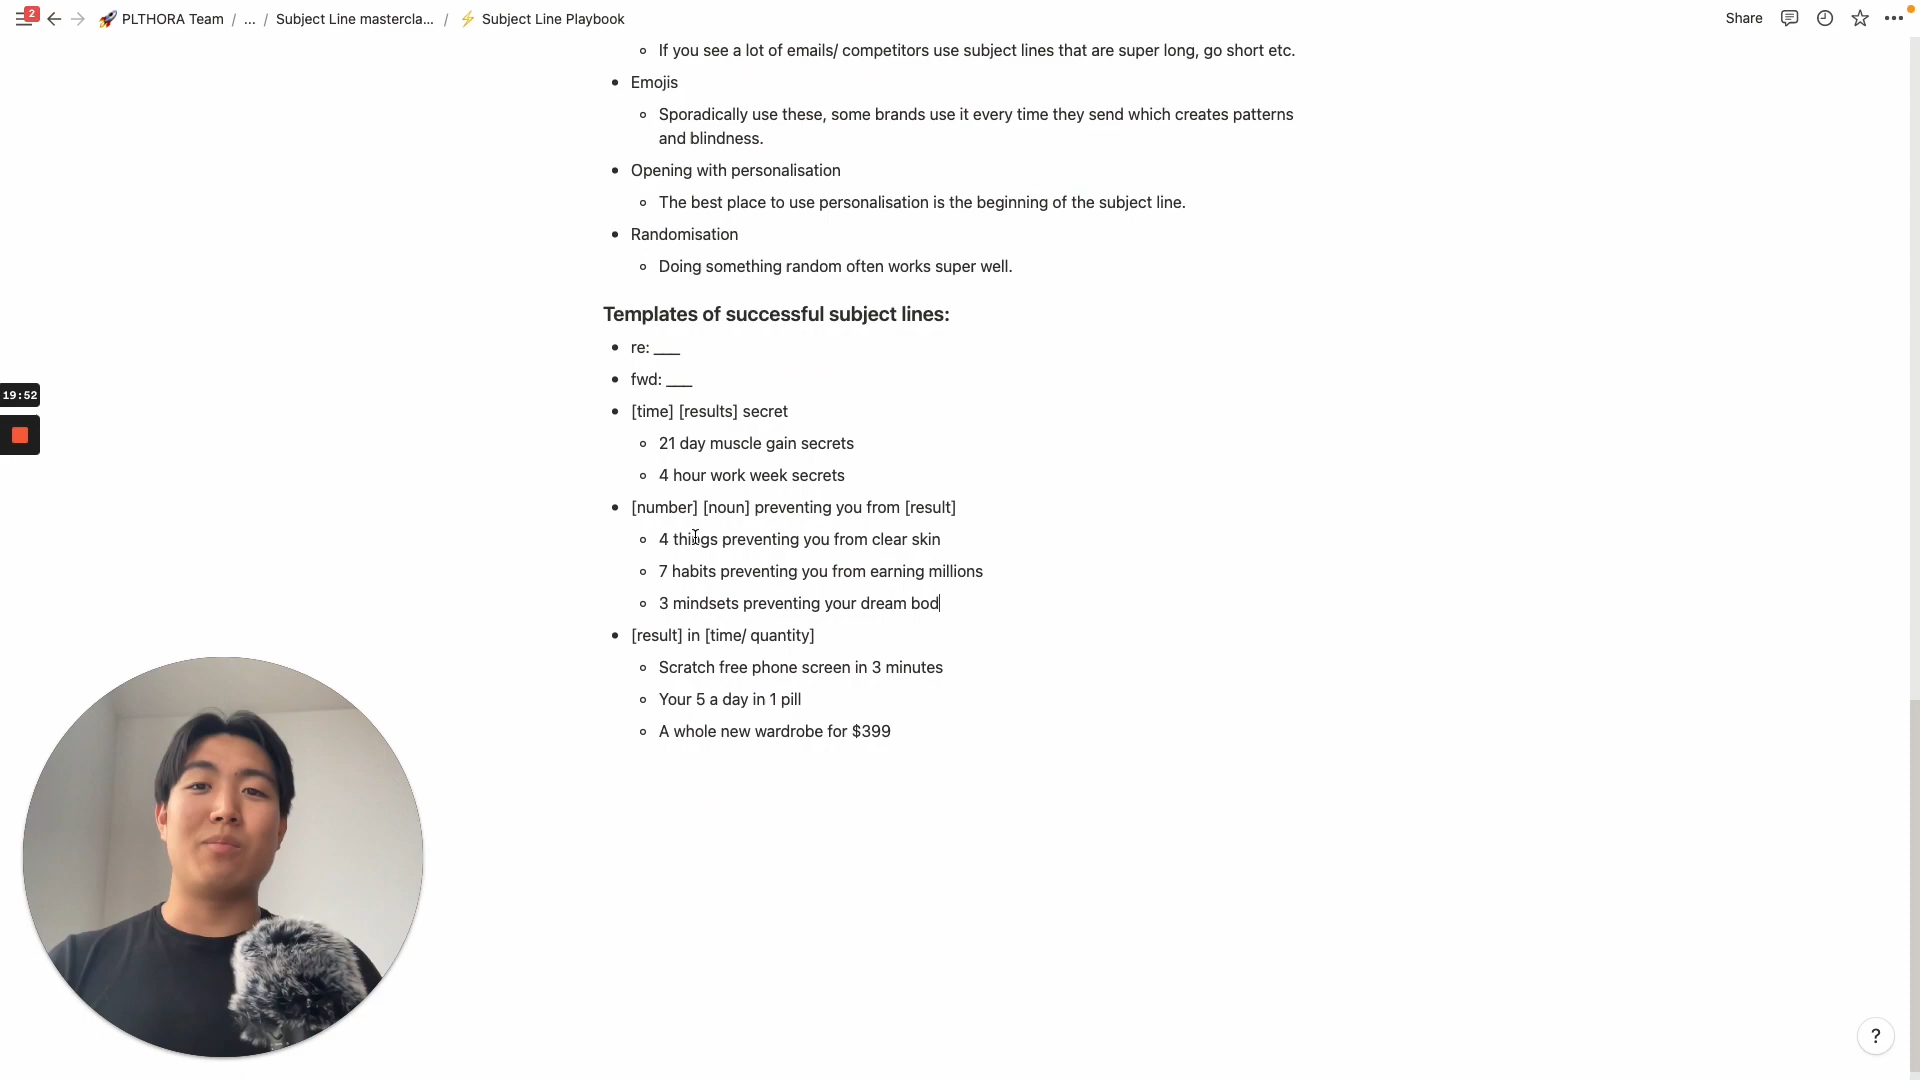 2
🚀 PLTHORA Team / ... / Subject Line mastercla... / ⚡ Subject Line Playbook
Share
◦ If you see a lot of emails/ competitors use subject lines that are super long, go short etc.
• Emojis
◦ Sporadically use these, some brands use it every time they send which creates patterns
and blindness.
• Opening with personalisation
◦ The best place to use personalisation is the beginning of the subject line.
• Randomisation
◦ Doing something random often works super well.
Templates of successful subject lines:
• re: ___
• fwd: ___
19:52
• [time] [results] secret
◦ 21 day muscle gain secrets
◦ 4 hour work week secrets
• [number] [noun] preventing you from [result]
◦ 4 things preventing you from clear skin
◦ 7 habits preventing you from earning millions
◦ 3 mindsets preventing your dream bod
• [result] in [time/ quantity]
◦ Scratch free phone screen in 3 minutes
◦ Your 5 a day in 1 pill
◦ A whole new wardrobe for $399
?